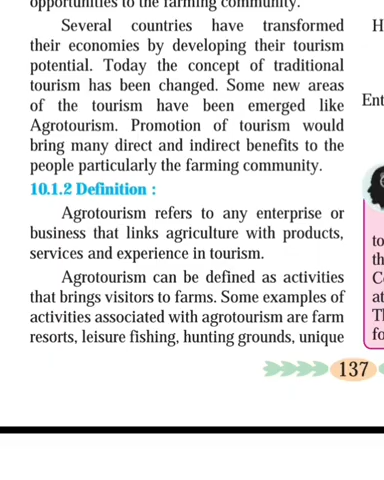 opportunities to the farming community.
Several countries have transformed
their economies by developing their tourism
potential. Today the concept of traditional
tourism has been changed. Some new areas
of the tourism have been emerged like
Agrotourism. Promotion of tourism would
bring many direct and indirect benefits to the
people particularly the farming community.
10.1.2 Definition :
Agrotourism refers to any enterprise or
business that links agriculture with products,
services and experience in tourism.
Agrotourism can be defined as activities
that brings visitors to farms. Some examples of
activities associated with agrotourism are farm
resorts, leisure fishing, hunting grounds, unique
137
H
Ent
to
th
at
fo